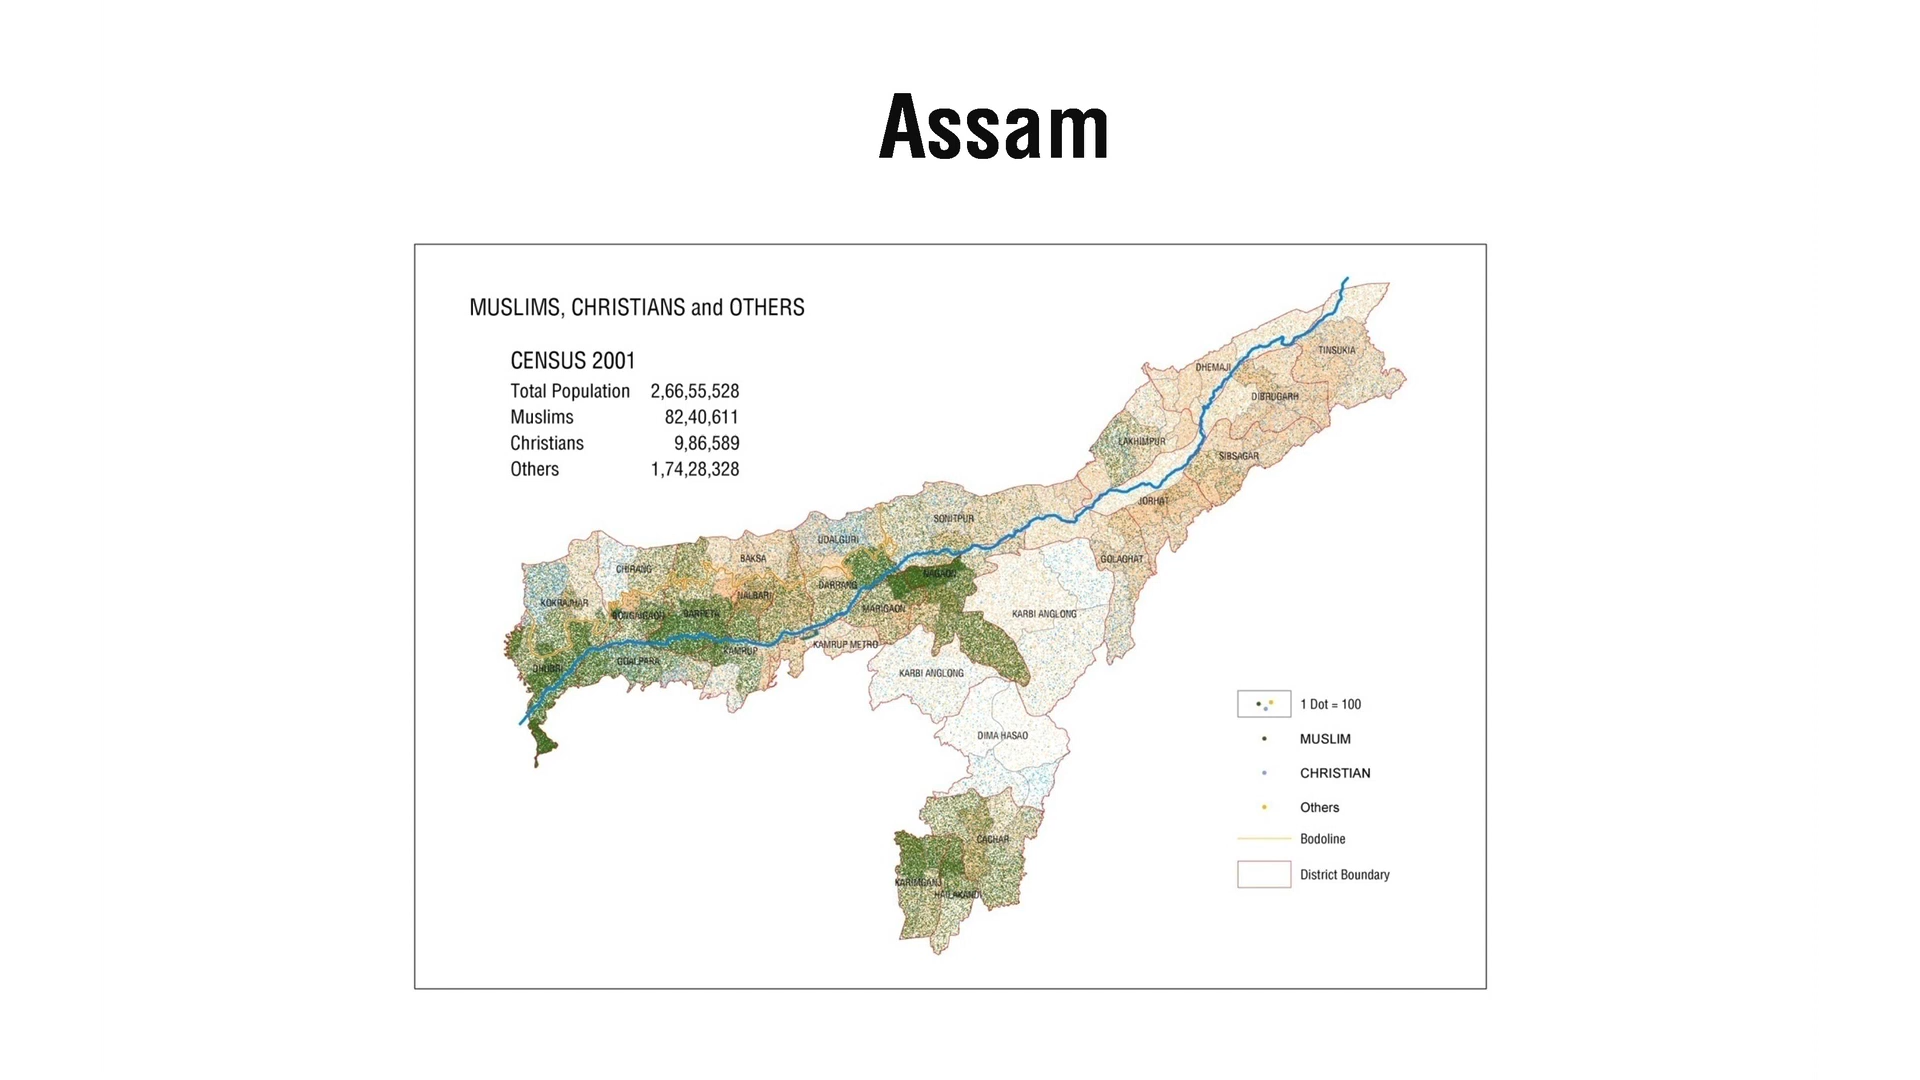 Assam
MUSLIMS, CHRISTIANS and OTHERS
CENSUS 2001
Total Population 2,66,55,528
Muslims 82,40,611
Christians 9,86,589
Others 1,74,28,328
TINSUKIA
DHEMAJI
DIBRUGARH
LAKHIMPUR
SIBSAGAR
JORHAT
SONITPUR
UDALGURI
BAKSA
GOLAGHAT
CHIRANG
NAGAON
DARRANG
NALBARI
KOKRAJHAR
MARIGAON
BONGAIGAON
BARPETA
KARBI ANGLONG
KAMRUP METRO
KAMRUP
GOALPARA
DHUBRI
KARBI ANGLONG
DIMA HASAO
CACHAR
KARIMGANJ
HAILAKANDI
1 Dot = 100
MUSLIM
CHRISTIAN
Others
Bodoline
District Boundary